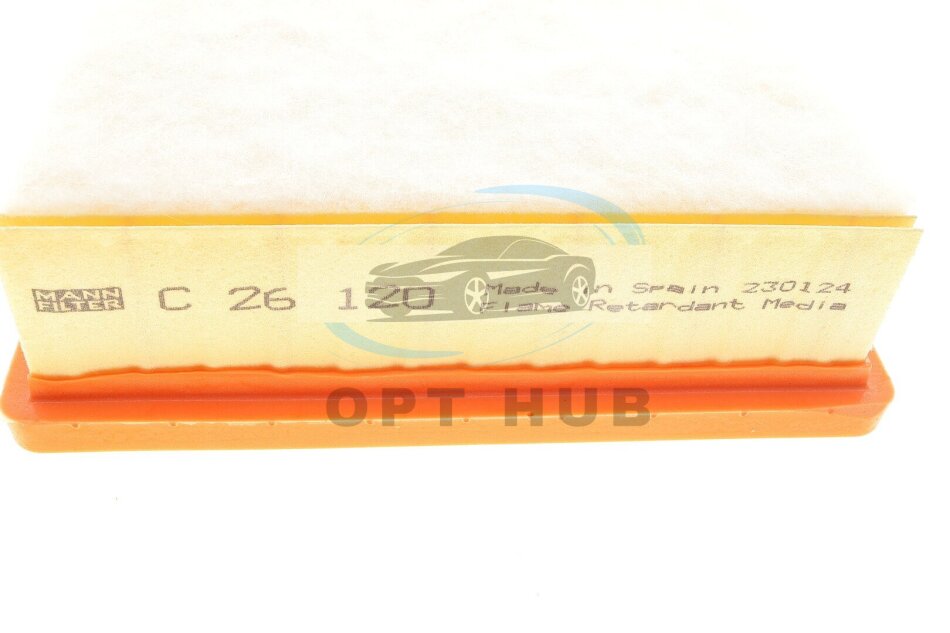 MANN
FILTER
C 26 120
Made in Spain 230124
Flame Retardant Media
OPT HUB